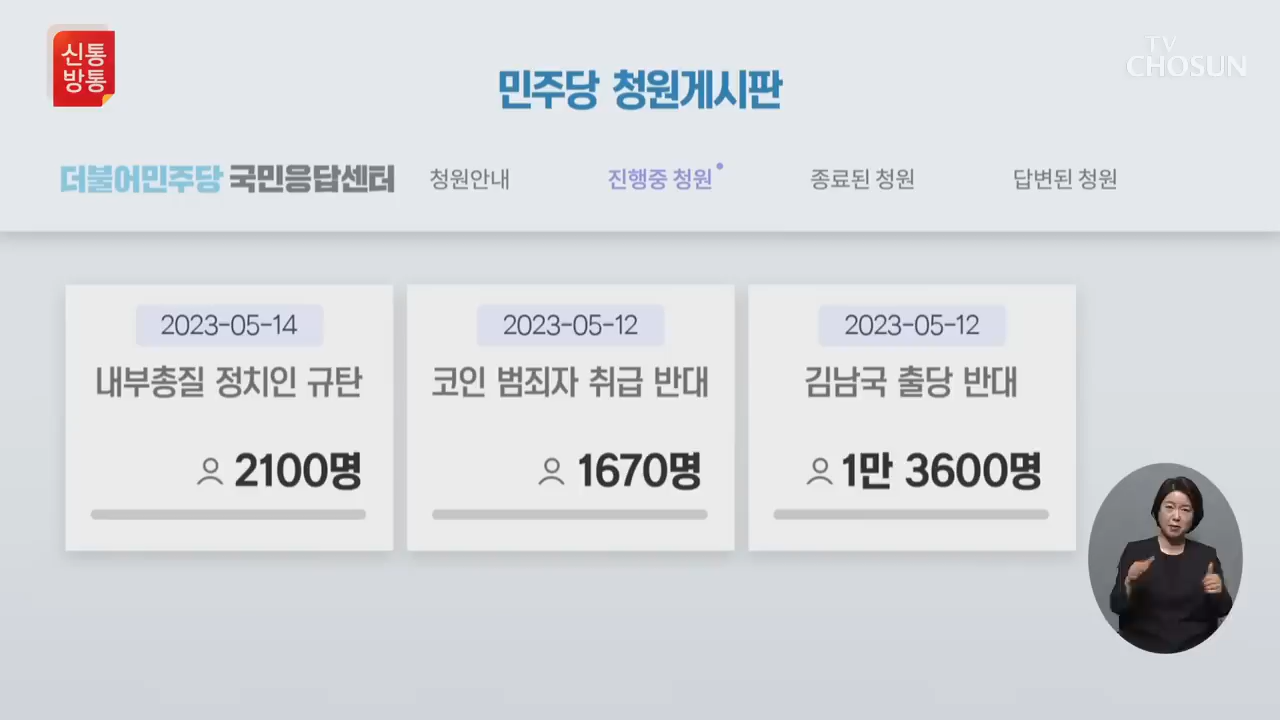 신통
방통
TV
CHOSUN
민주당 청원게시판
더불어민주당 국민응답센터 청원안내 진행중 청원 종료된 청원 답변된 청원
2023-05-14
내부총질 정치인 규탄
2100명
2023-05-12
코인 범죄자 취급 반대
1670명
2023-05-12
김남국 출당 반대
1만 3600명